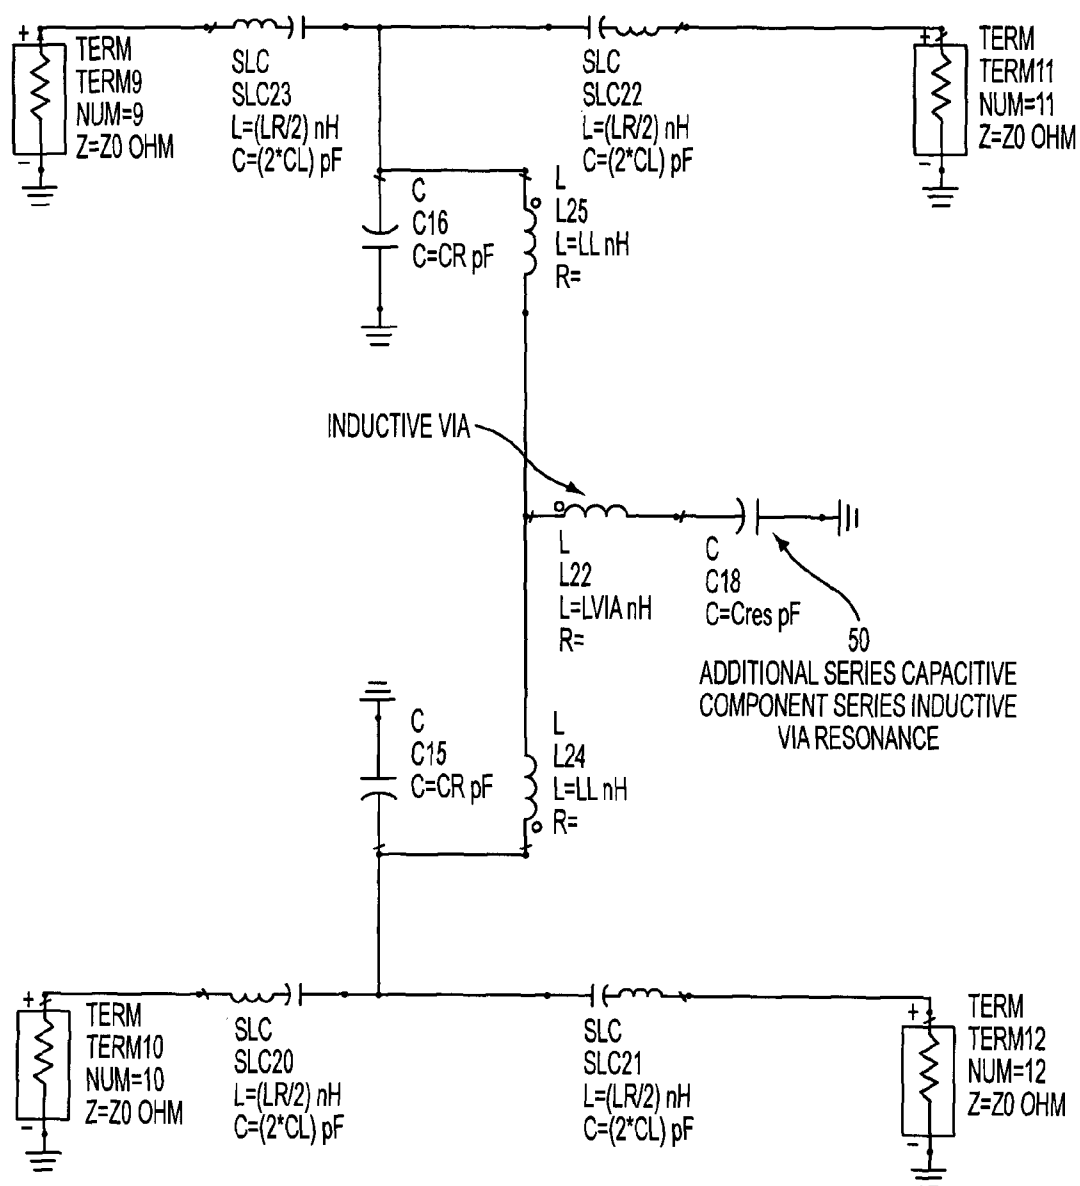 +
TERM
TERM9
NUM=9
Z=Z0 OHM
−
SLC
SLC23
L=(LR/2) nH
C=(2*CL) pF
SLC
SLC22
L=(LR/2) nH
C=(2*CL) pF
+
TERM
TERM11
NUM=11
Z=Z0 OHM
−
C
C16
C=CR pF
L
L25
L=LL nH
R=
INDUCTIVE VIA
L
L22
L=LVIA nH
R=
C
C18
C=Cres pF
50
ADDITIONAL SERIES CAPACITIVE
COMPONENT SERIES INDUCTIVE
VIA RESONANCE
C
C15
C=CR pF
L
L24
L=LL nH
R=
+
TERM
TERM10
NUM=10
Z=Z0 OHM
−
SLC
SLC20
L=(LR/2) nH
C=(2*CL) pF
SLC
SLC21
L=(LR/2) nH
C=(2*CL) pF
+
TERM
TERM12
NUM=12
Z=Z0 OHM
−